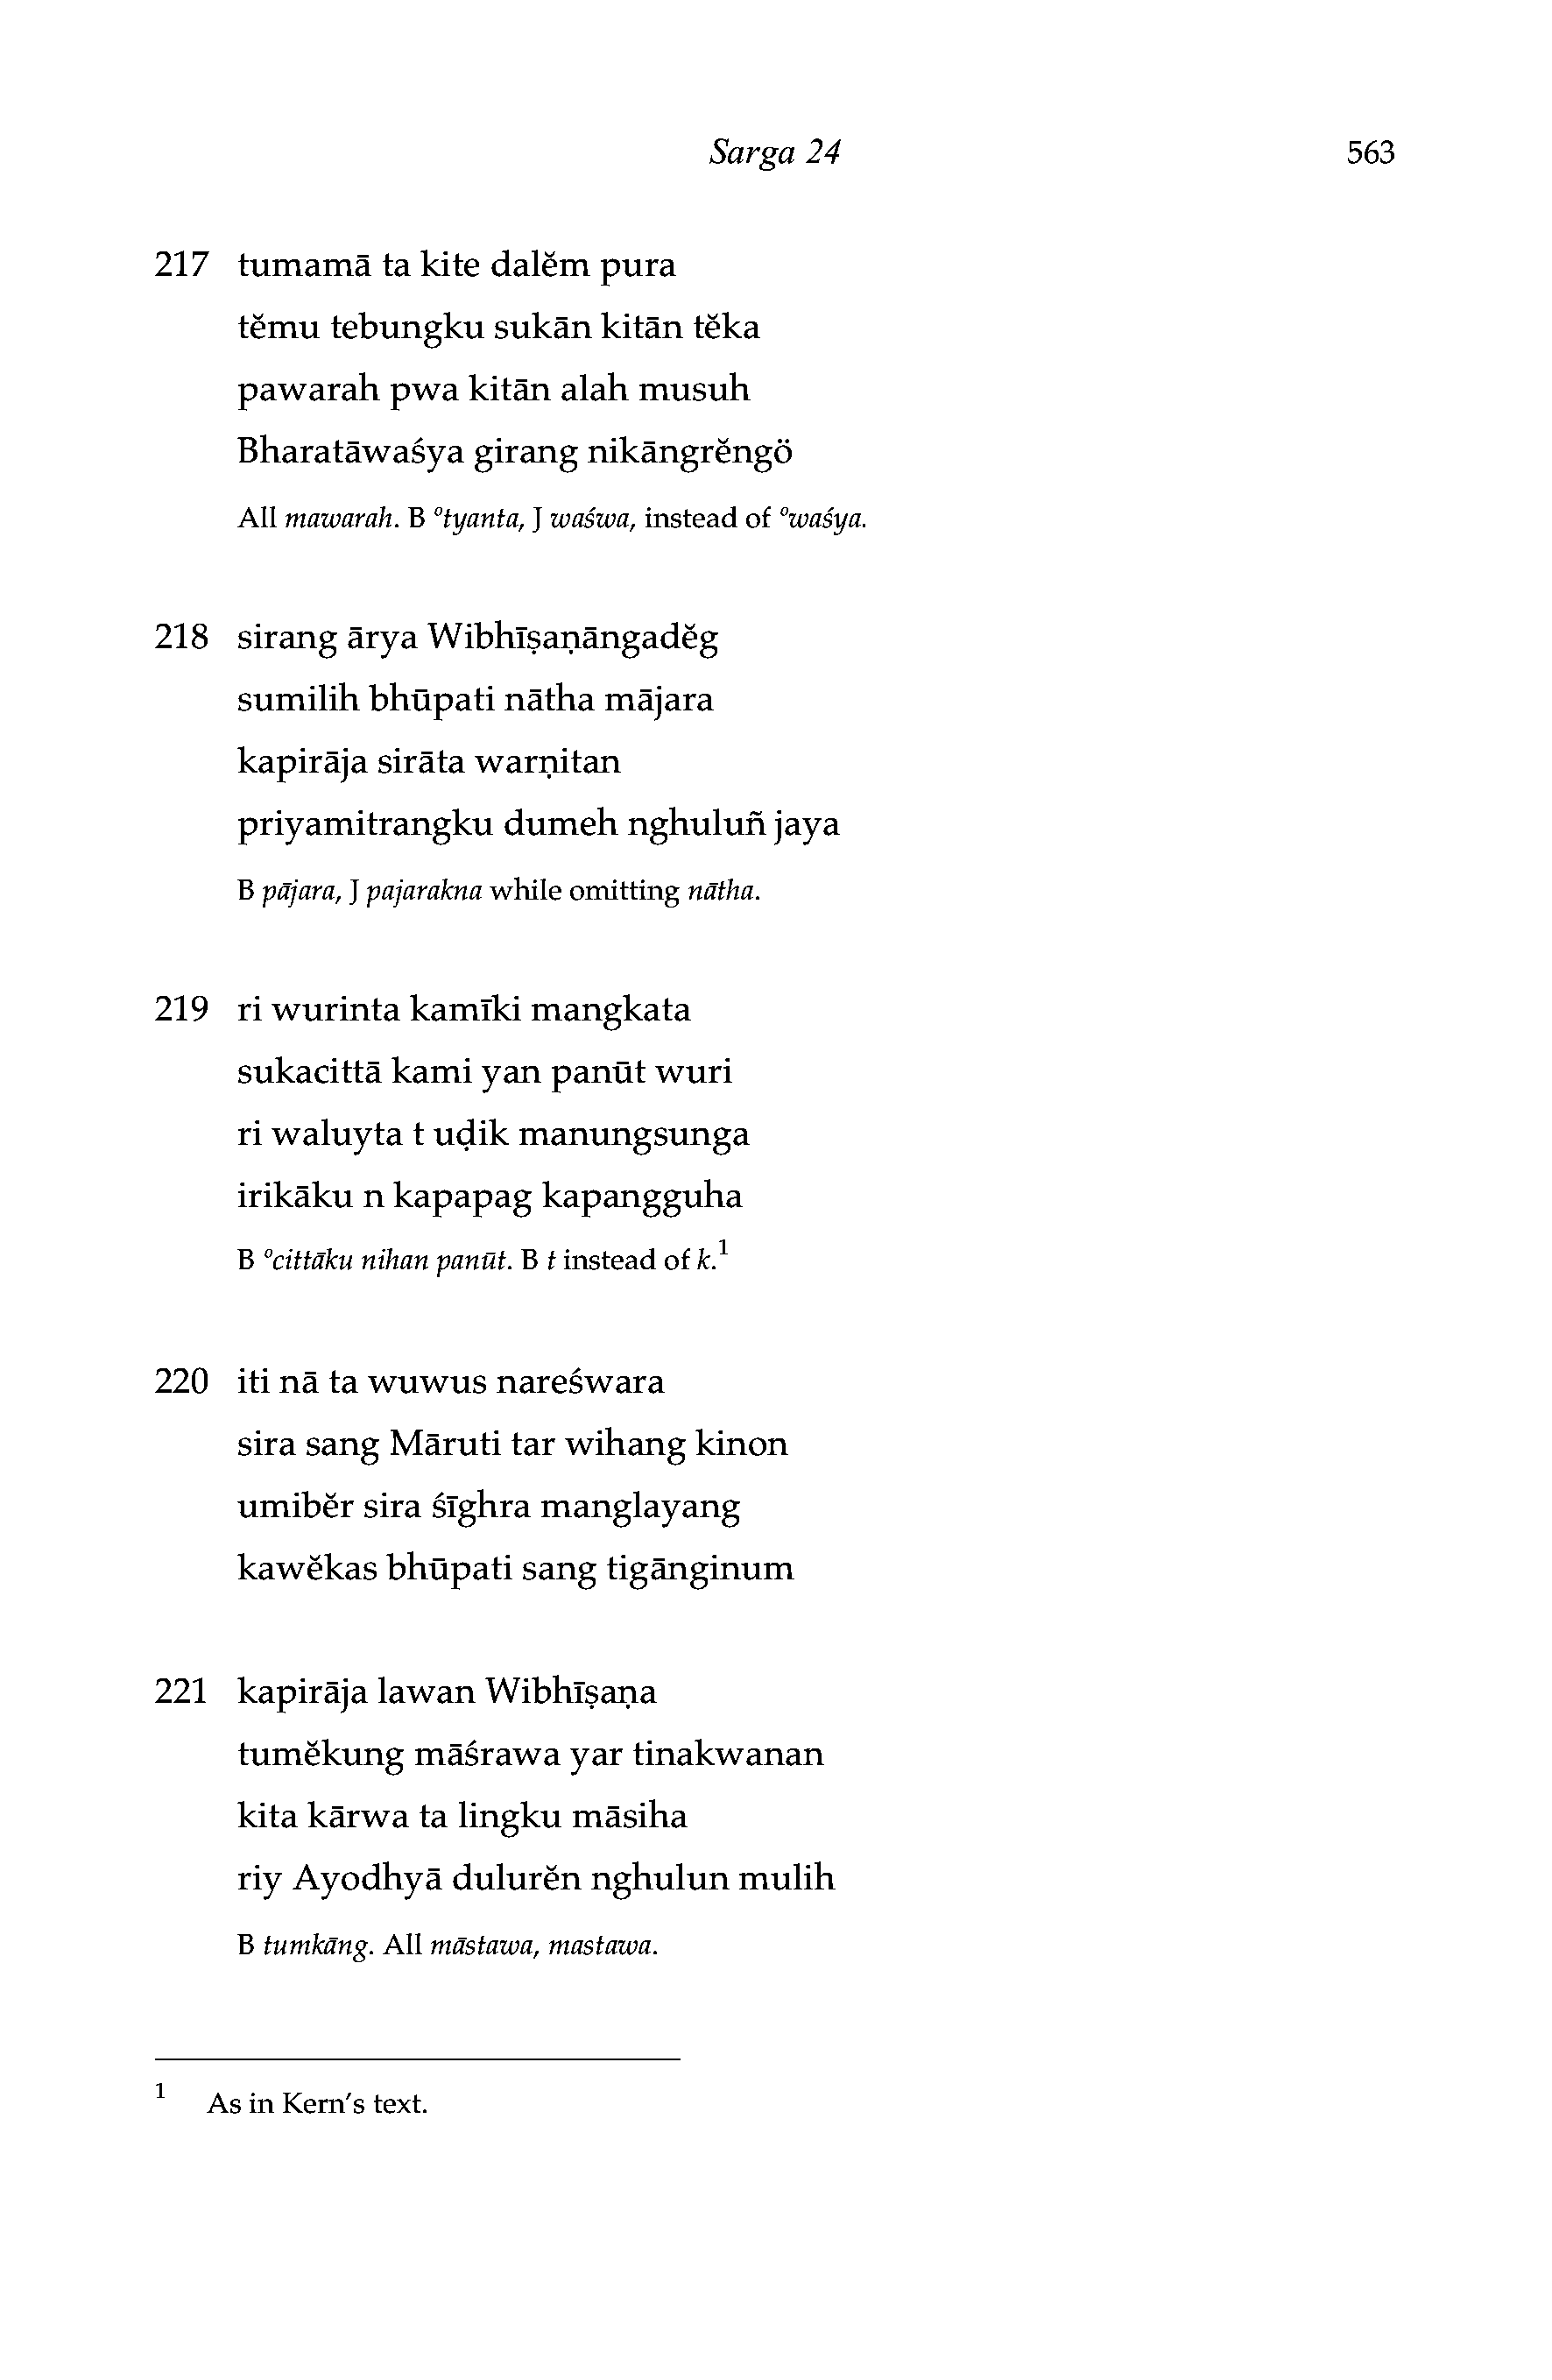 Sarga 24 563
217 tumamā ta kite dalĕm pura
tĕmu tebungku sukān kitān tĕka
pawarah pwa kitān alah musuh
Bharatāwaśya girang nikāngrĕngö
All mawarah. B °tyanta, J waśwa, instead of °waśya.
218 sirang ārya Wibhīṣaṇāngadĕg
sumilih bhūpati nātha mājara
kapirāja sirāta warṇitan
priyamitrangku dumeh nghuluñ jaya
B pājara, J pajarakna while omitting nātha.
219 ri wurinta kamīki mangkata
sukacittā kami yan panūt wuri
ri waluyta t uḍik manungsunga
irikāku n kapapag kapangguha
B °cittāku nihan panūt. B t instead of k.¹
220 iti nā ta wuwus nareśwara
sira sang Māruti tar wihang kinon
umibĕr sira śīghra manglayang
kawĕkas bhūpati sang tigānginum
221 kapirāja lawan Wibhīṣaṇa
tumĕkung māśrawa yar tinakwanan
kita kārwa ta lingku māsiha
riy Ayodhyā dulurĕn nghulun mulih
B tumkāng. All māstawa, mastawa.
¹ As in Kern's text.